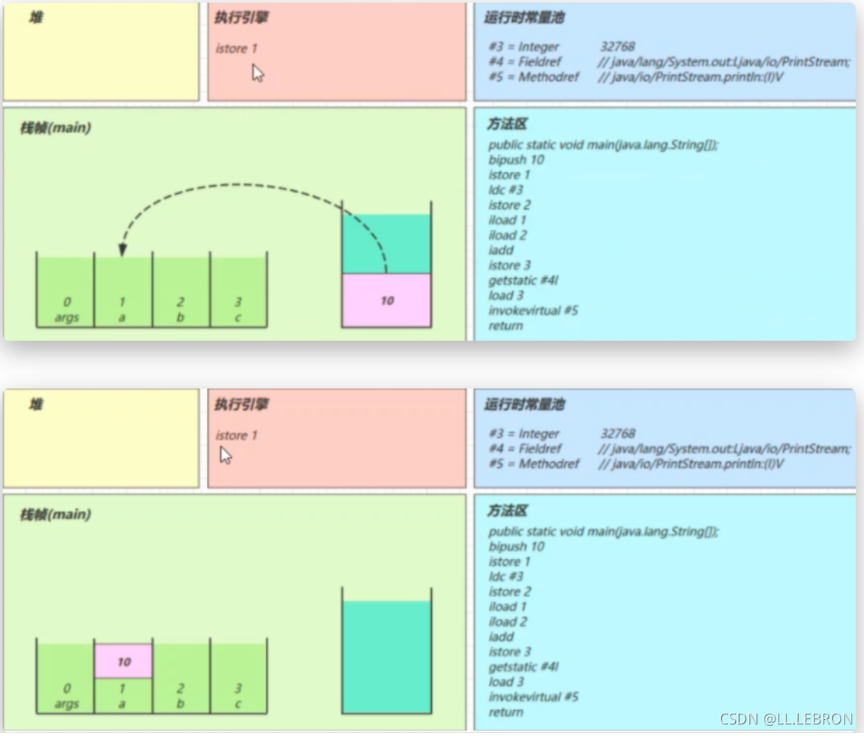 堆
执行引擎
istore 1
运行时常量池
#3 = Integer 32768
#4 = Fieldref // java/lang/System.out:Ljava/io/PrintStream;
#5 = Methodref // java/io/PrintStream.println:(I)V
栈帧(main)
10
0 1 2 3
args a b c
方法区
public static void main(java.lang.String[]);
bipush 10
istore 1
ldc #3
istore 2
iload 1
iload 2
iadd
istore 3
getstatic #4I
load 3
invokevirtual #5
return
堆
执行引擎
istore 1
运行时常量池
#3 = Integer 32768
#4 = Fieldref // java/lang/System.out:Ljava/io/PrintStream;
#5 = Methodref // java/io/PrintStream.println:(I)V
栈帧(main)
10
0 1 2 3
args a b c
方法区
public static void main(java.lang.String[]);
bipush 10
istore 1
ldc #3
istore 2
iload 1
iload 2
iadd
istore 3
getstatic #4I
load 3
invokevirtual #5
return
CSDN @LL.LEBRON